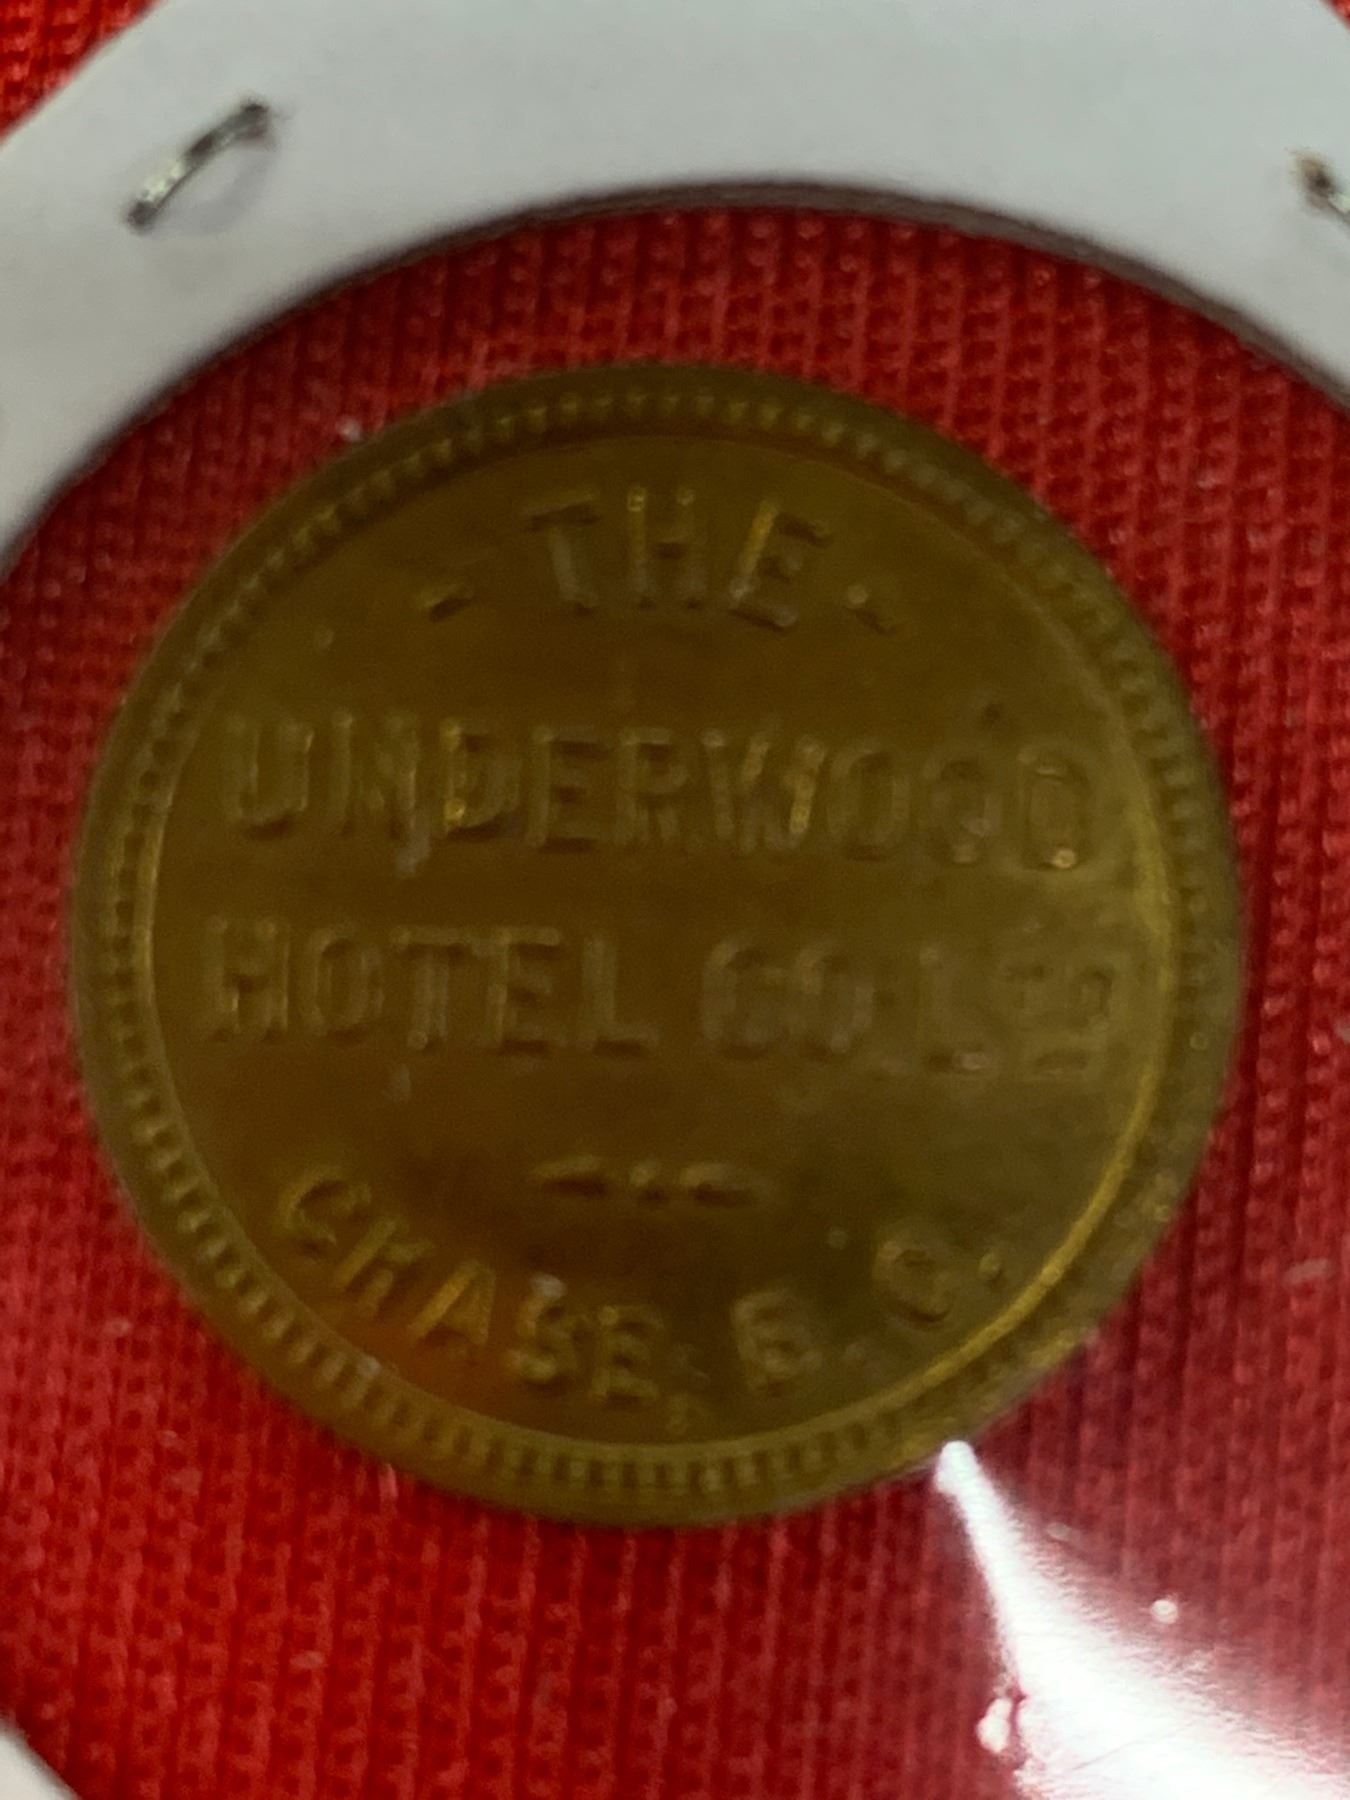 · THE ·
UNDERWOOD
HOTEL CO. LTD
CHASE, B.C.